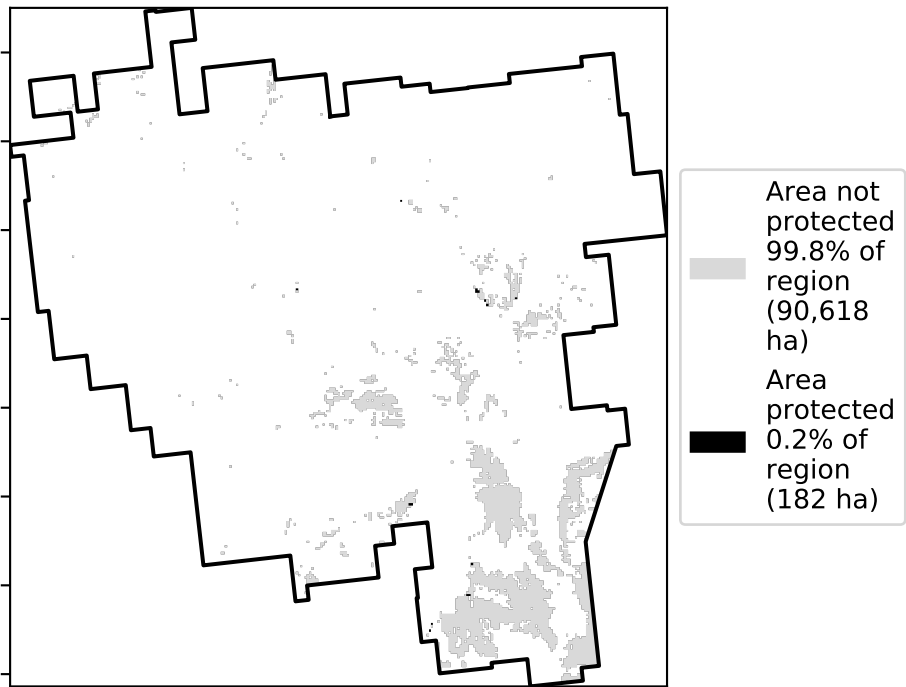 Area not
protected
99.8% of
region
(90,618
ha)
Area
protected
0.2% of
region
(182 ha)